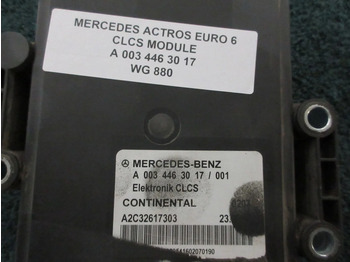 MERCEDES ACTROS EURO 6
CLCS MODULE
A 003 446 30 17
WG 880
MERCEDES-BENZ
A 003 446 30 17 / 001
Elektronik CLCS
CONTINENTAL 0207
A2C32617303